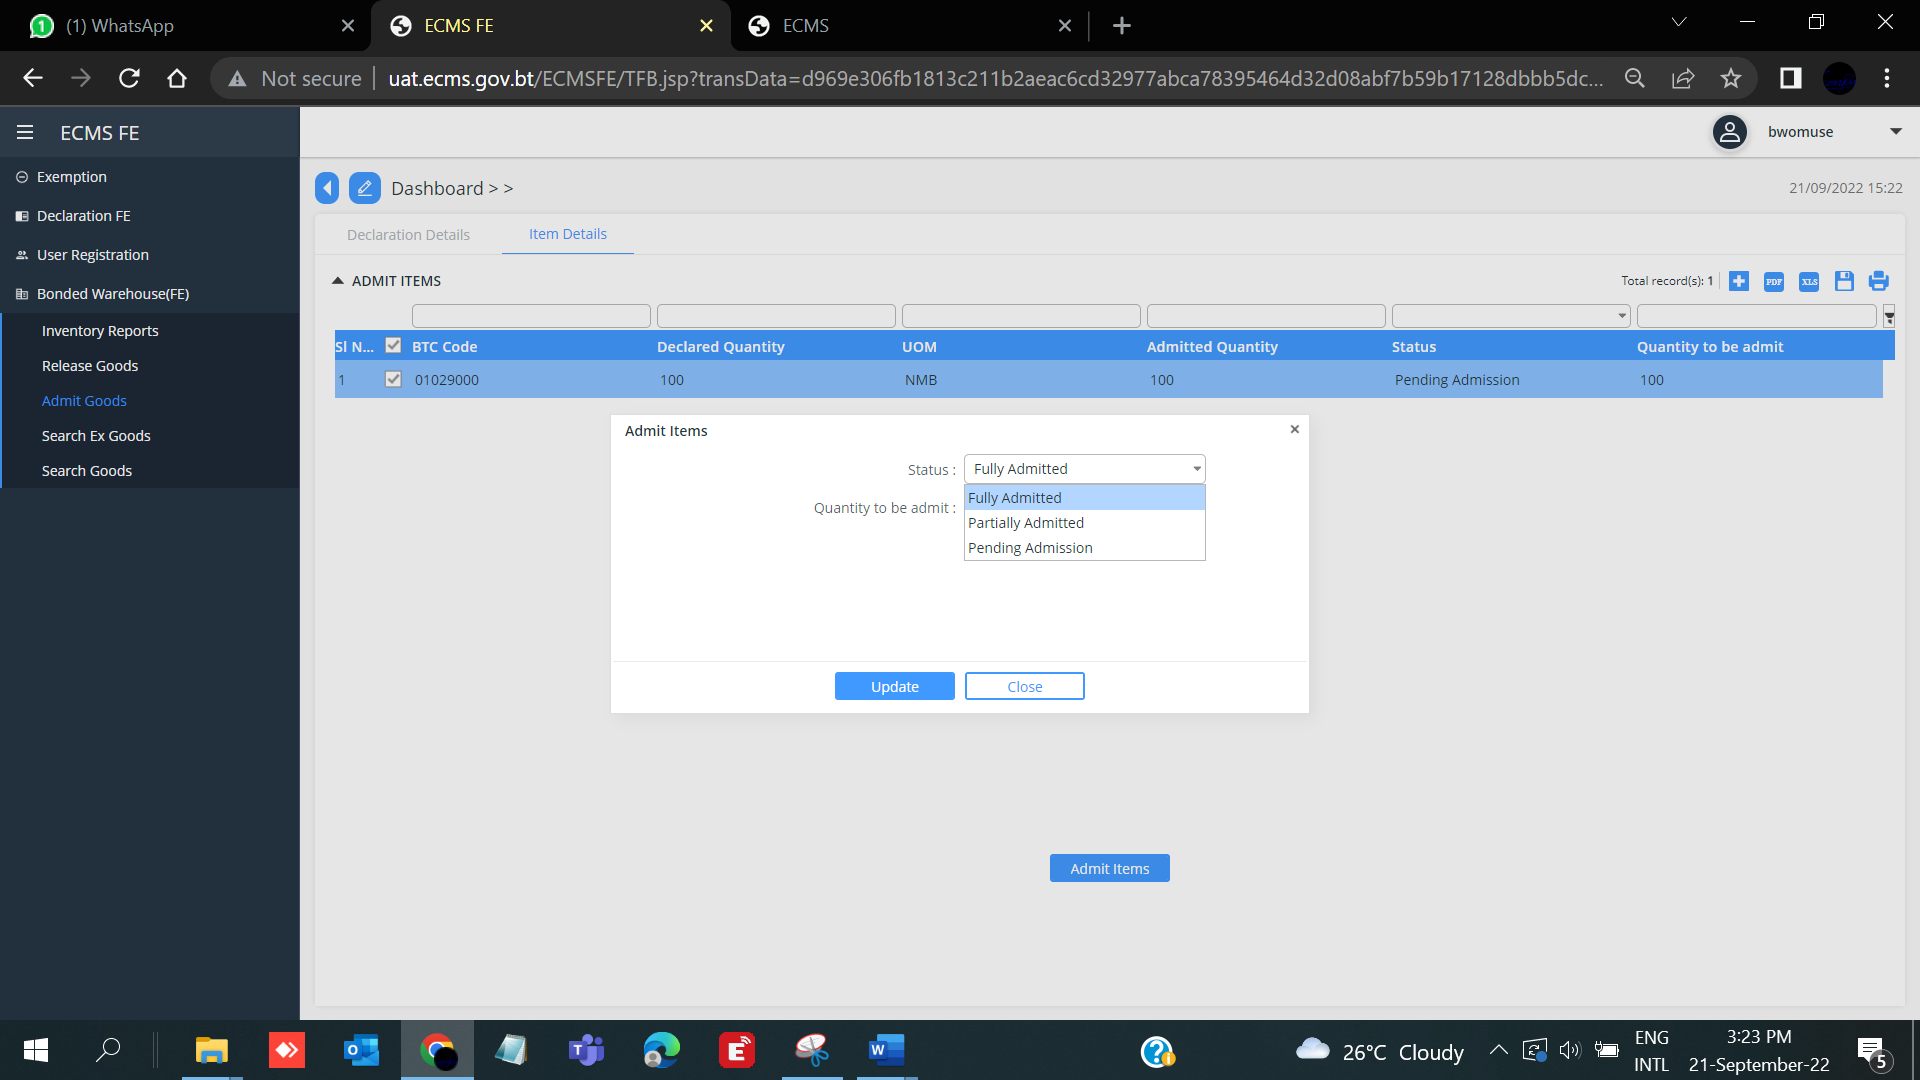 (1) WhatsApp
ECMS FE
ECMS
Not secure
uat.ecms.gov.bt/ECMSFE/TFB.jsp?transData=d969e306fb1813c211b2aeac6cd32977abca78395464d32d08abf7b59b17128dbbb5dc...
ECMS FE
bwomuse
Exemption
Declaration FE
User Registration
Bonded Warehouse(FE)
Inventory Reports
Release Goods
Admit Goods
Search Ex Goods
Search Goods
Dashboard > >
21/09/2022 15:22
Declaration Details
Item Details
ADMIT ITEMS
Total record(s): 1
PDF
XLS
Sl N... BTC Code Declared Quantity UOM Admitted Quantity Status Quantity to be admit
1 01029000 100 NMB 100 Pending Admission 100
Admit Items
Status : Fully Admitted
Quantity to be admit :
Fully Admitted
Partially Admitted
Pending Admission
Update
Close
Admit Items
26°C Cloudy
ENG
INTL
3:23 PM
21-September-22
5